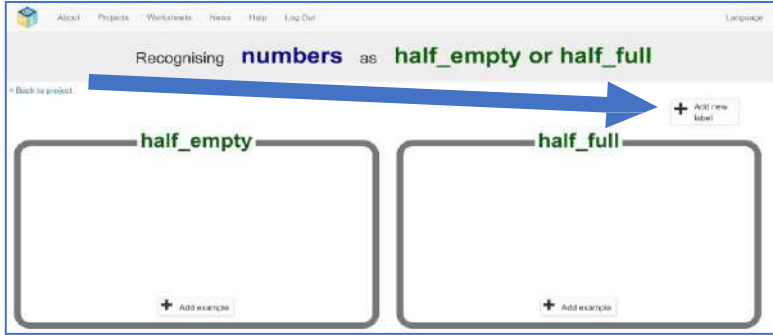 About Projects Worksheets News Help Log Out Language
Recognising numbers as half_empty or half_full
< Back to project
+ Add new
label
half_empty half_full
+ Add example + Add example